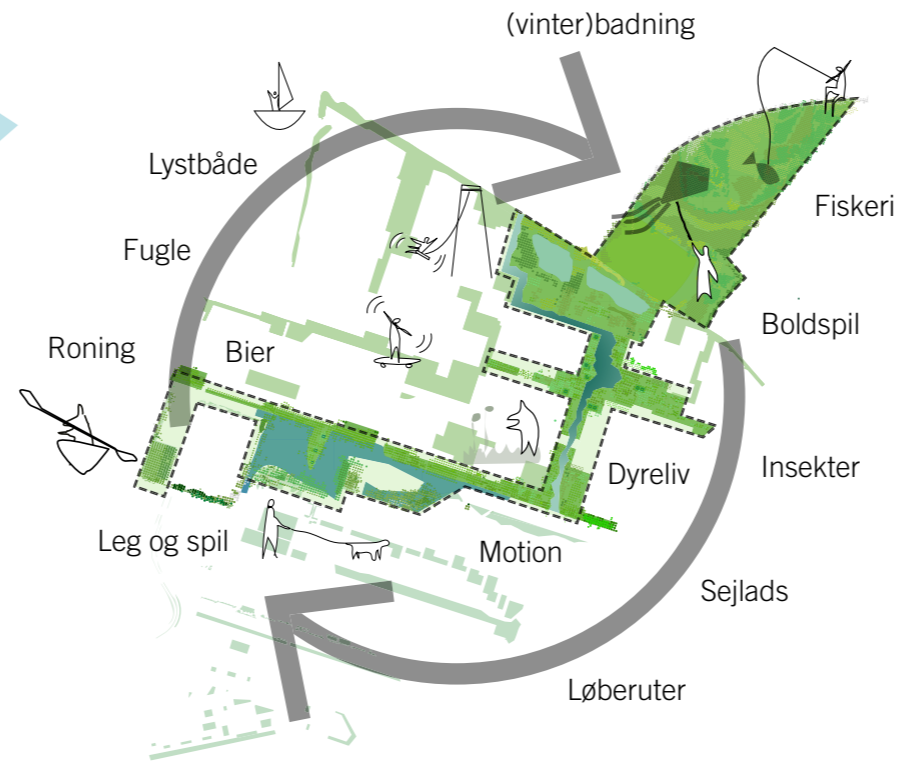 (vinter)badning
Lystbåde
Fiskeri
Fugle
Boldspil
Roning
Bier
Insekter
Dyreliv
Leg og spil
Motion
Sejlads
Løberuter